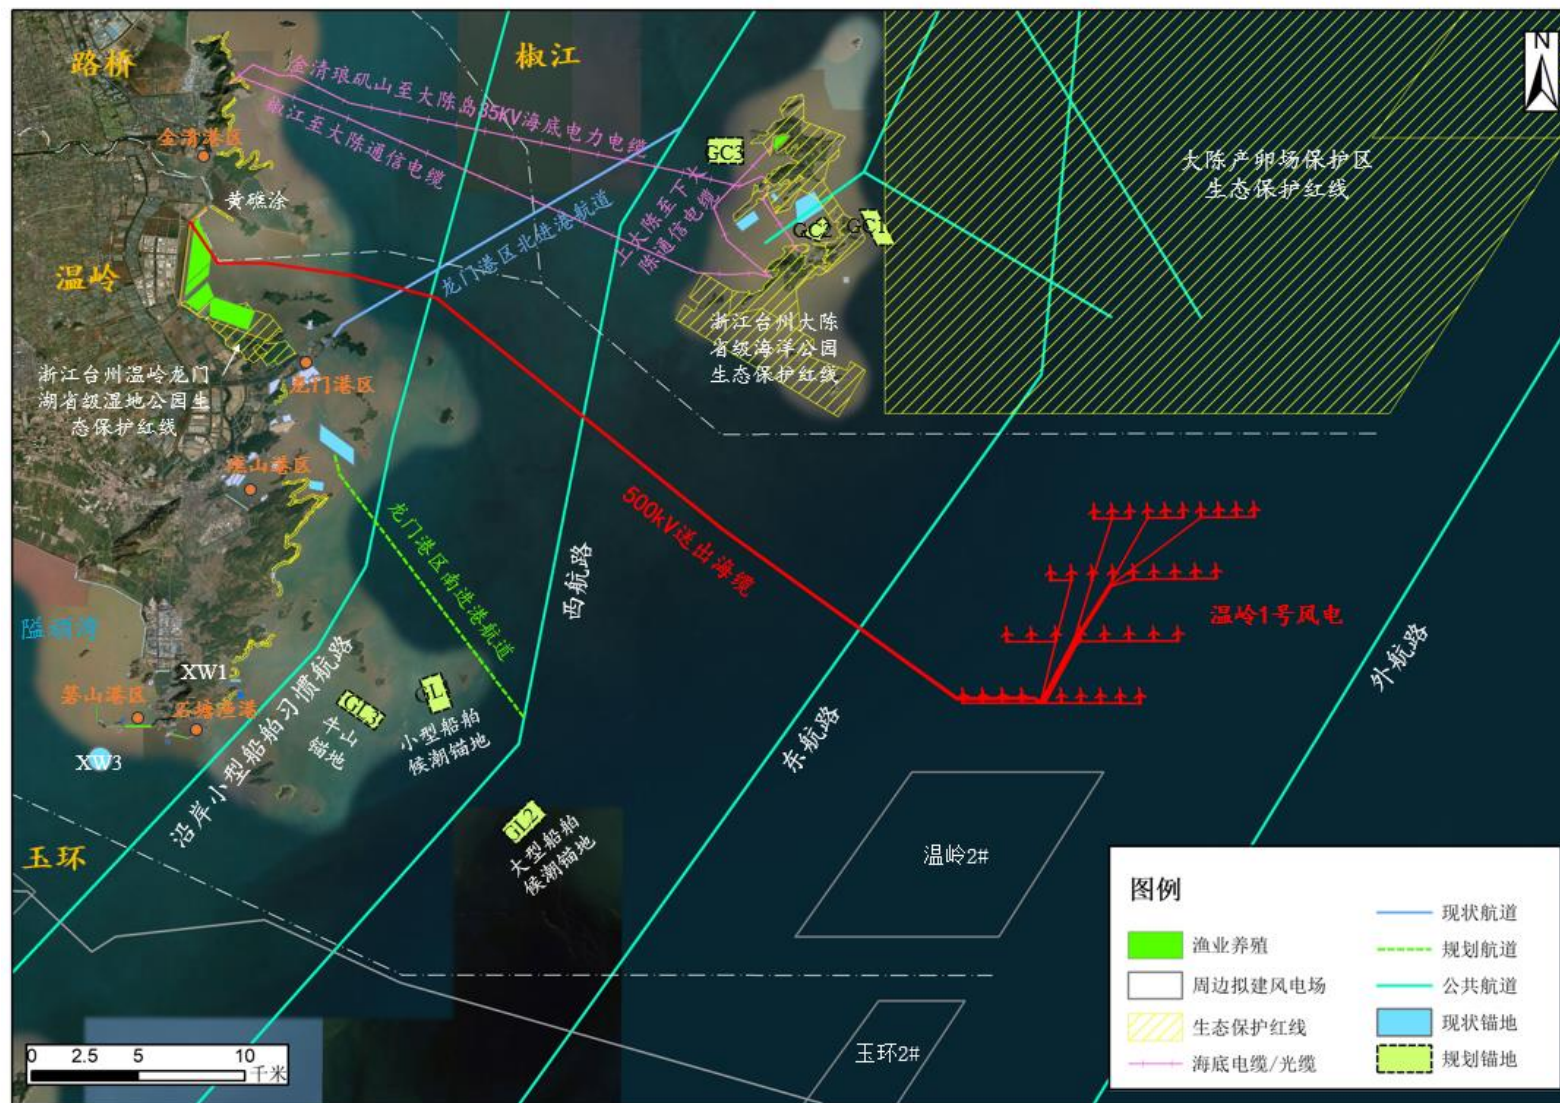 路桥
椒江
N
金清琅矶山至大陈岛35KV海底电力电缆
椒江至大陈通信电缆
金清港区
GC3
大陈产卵场保护区
生态保护红线
黄礁涂
龙门港区北进港航道
上大陈至下大
陈通信电缆
GC2
GC1
温岭
浙江台州大陈
省级海洋公园
生态保护红线
浙江台州温岭龙门
湖省级湿地公园生
态保护红线
龙门港区
礁山港区
500kV送出海缆
龙门港区南进港航道
西航路
温岭1号风电
隘顽湾
外航路
XW1
沿岸小型船舶习惯航路
箬山港区
石塘渔港
GL3
牛山
锚地
GL
小型船舶
候潮锚地
东航路
XW3
GL2
大型船舶
候潮锚地
玉环
温岭2#
玉环2#
图例
渔业养殖
周边拟建风电场
生态保护红线
海底电缆/光缆
现状航道
规划航道
公共航道
现状锚地
规划锚地
0 2.5 5 10
千米